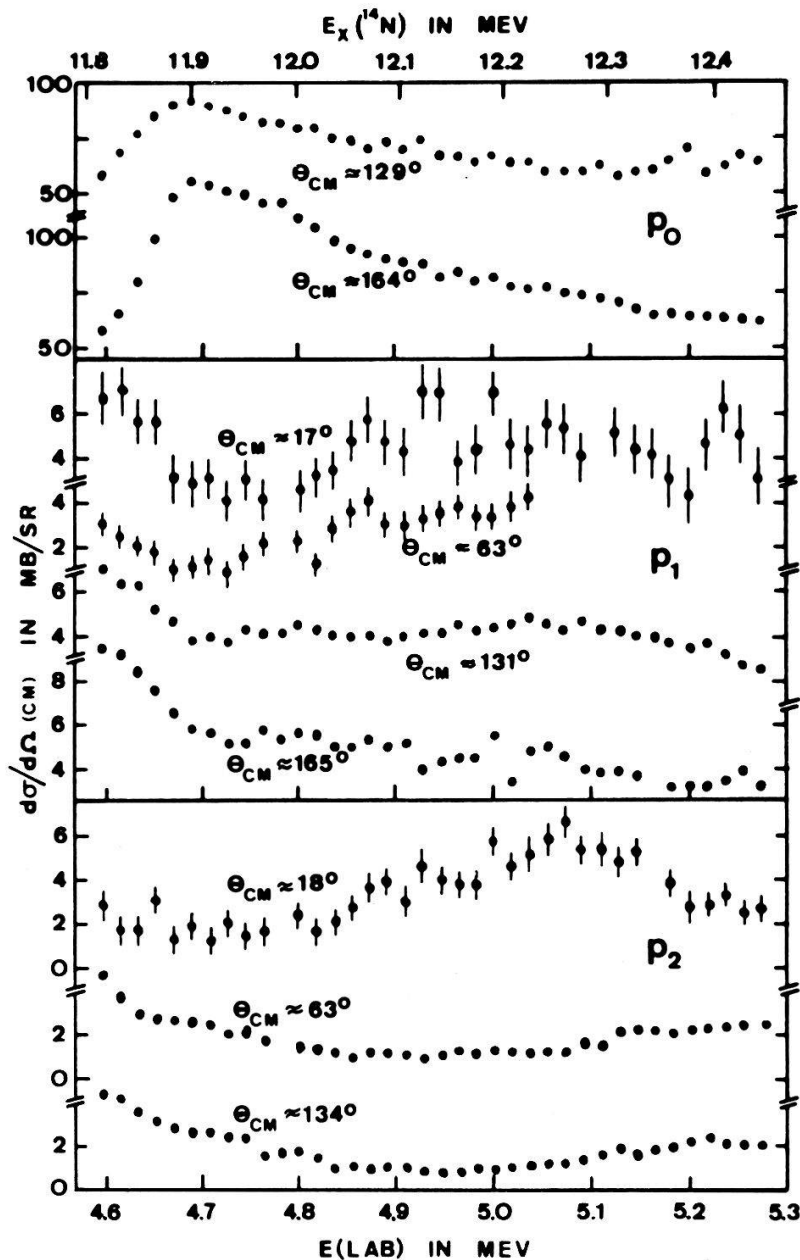 E_X (¹⁴N) IN MEV
11.8 11.9 12.0 12.1 12.2 12.3 12.4
100
Θ_CM ≈129°
50
p_0
100
Θ_CM ≈164°
50
6
Θ_CM ≈17°
4
4
2
Θ_CM ≈ 63°
p_1
6
4
Θ_CM ≈131°
8
6
Θ_CM ≈165°
4
dσ/dΩ (CM) IN MB/SR
6
4
Θ_CM ≈18°
2
p_2
0
Θ_CM ≈63°
2
0
Θ_CM ≈134°
2
0
4.6 4.7 4.8 4.9 5.0 5.1 5.2 5.3
E(LAB) IN MEV